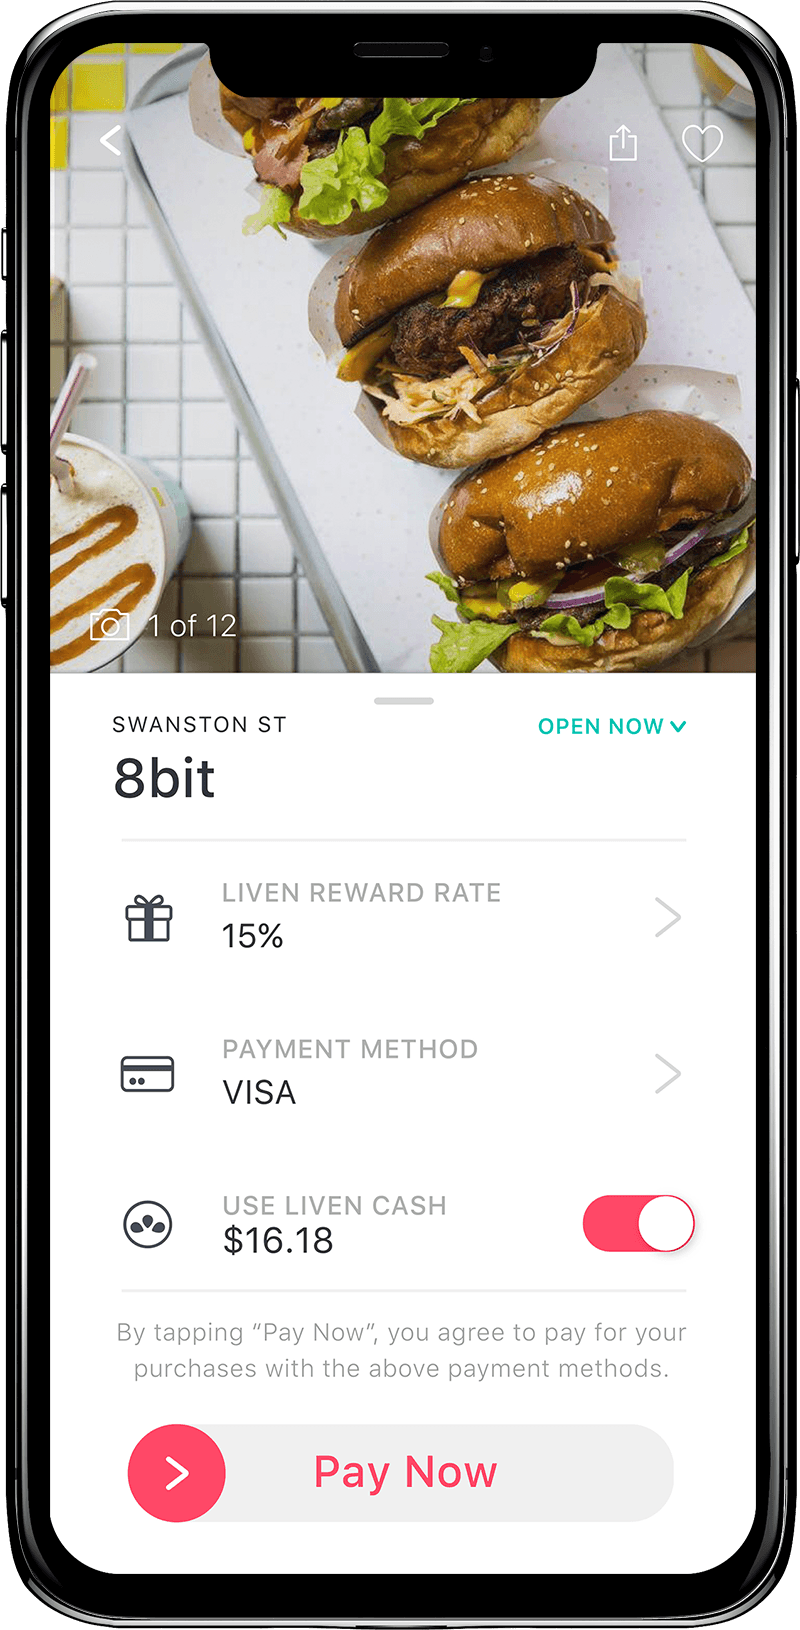 1 of 12
SWANSTON ST
OPEN NOW
8bit
LIVEN REWARD RATE
15%
PAYMENT METHOD
VISA
USE LIVEN CASH
$16.18
By tapping “Pay Now”, you agree to pay for your
purchases with the above payment methods.
Pay Now